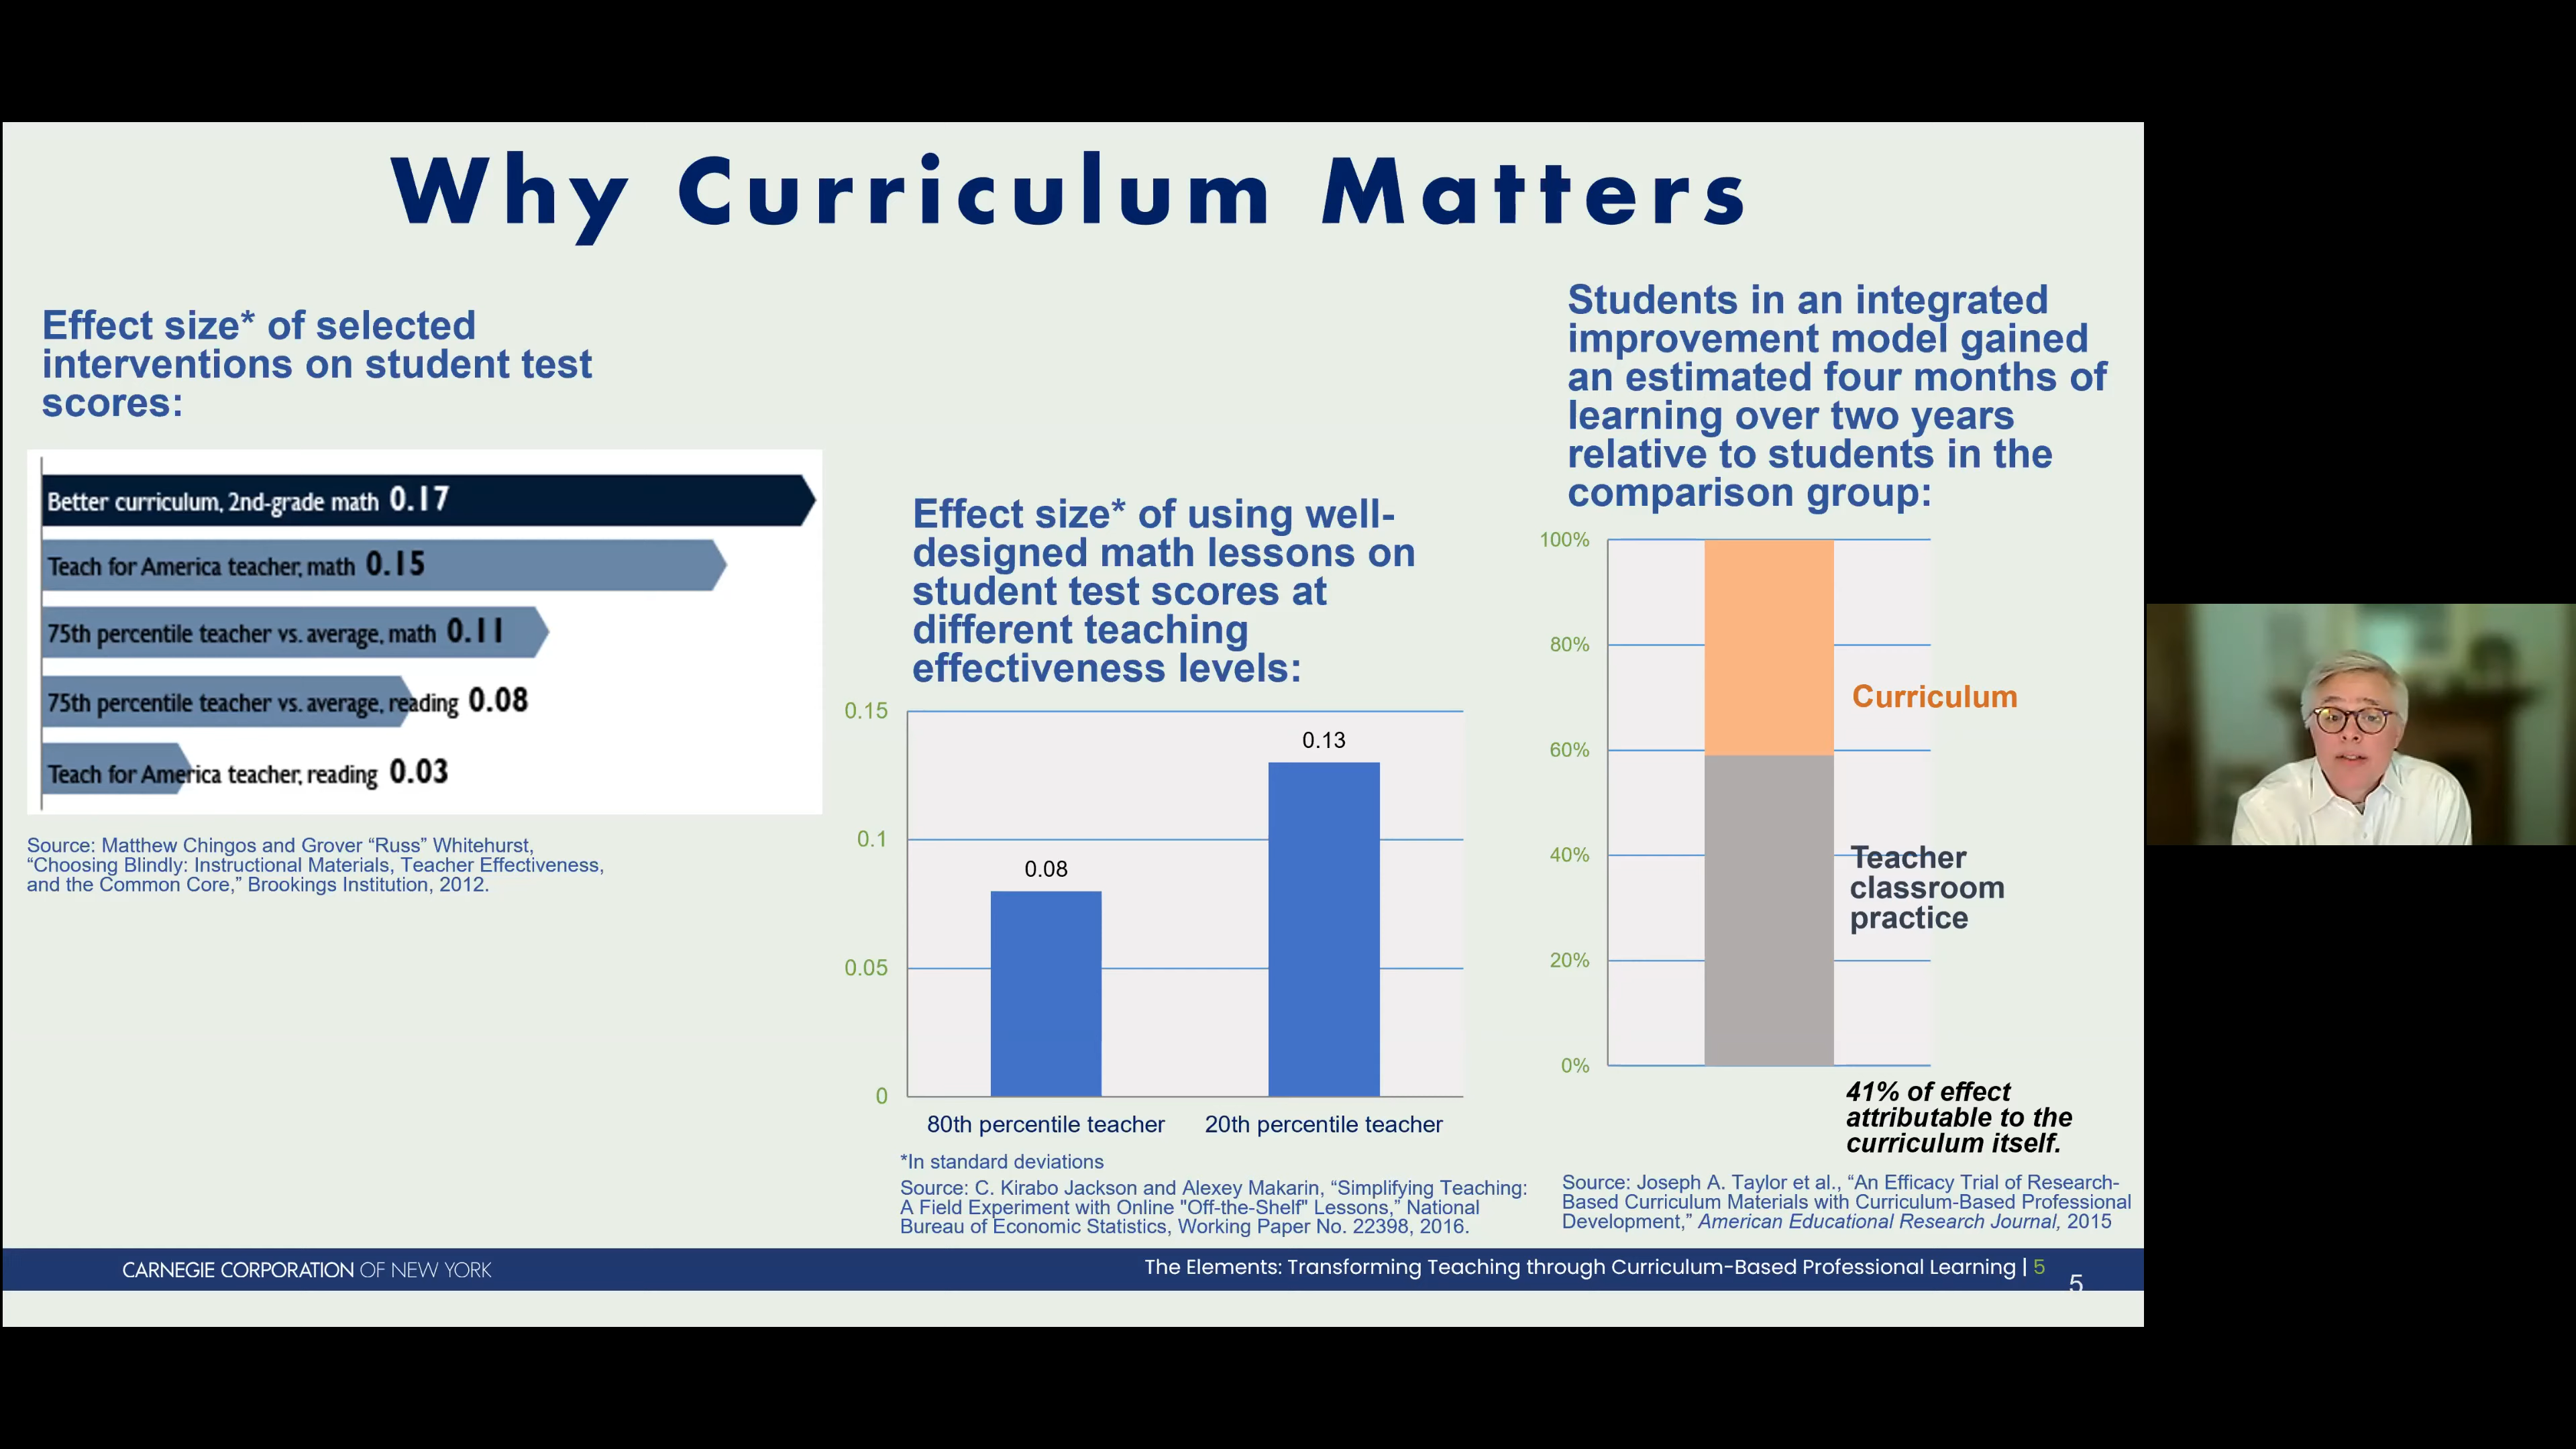 Why Curriculum Matters
Effect size* of selected
interventions on student test
scores:
Better curriculum, 2nd-grade math 0.17
Teach for America teacher, math 0.15
75th percentile teacher vs. average, math 0.11
75th percentile teacher vs. average, reading 0.08
Teach for America teacher, reading 0.03
Source: Matthew Chingos and Grover “Russ” Whitehurst,
“Choosing Blindly: Instructional Materials, Teacher Effectiveness,
and the Common Core,” Brookings Institution, 2012.
Effect size* of using well-
designed math lessons on
student test scores at
different teaching
effectiveness levels:
0.15
0.1
0.05
0
0.08
0.13
80th percentile teacher
20th percentile teacher
*In standard deviations
Source: C. Kirabo Jackson and Alexey Makarin, “Simplifying Teaching:
A Field Experiment with Online "Off-the-Shelf" Lessons,” National
Bureau of Economic Statistics, Working Paper No. 22398, 2016.
Students in an integrated
improvement model gained
an estimated four months of
learning over two years
relative to students in the
comparison group:
100%
80%
60%
40%
20%
0%
Curriculum
Teacher
classroom
practice
41% of effect
attributable to the
curriculum itself.
Source: Joseph A. Taylor et al., “An Efficacy Trial of Research-
Based Curriculum Materials with Curriculum-Based Professional
Development,” American Educational Research Journal, 2015
CARNEGIE CORPORATION OF NEW YORK
The Elements: Transforming Teaching through Curriculum-Based Professional Learning | 5
5